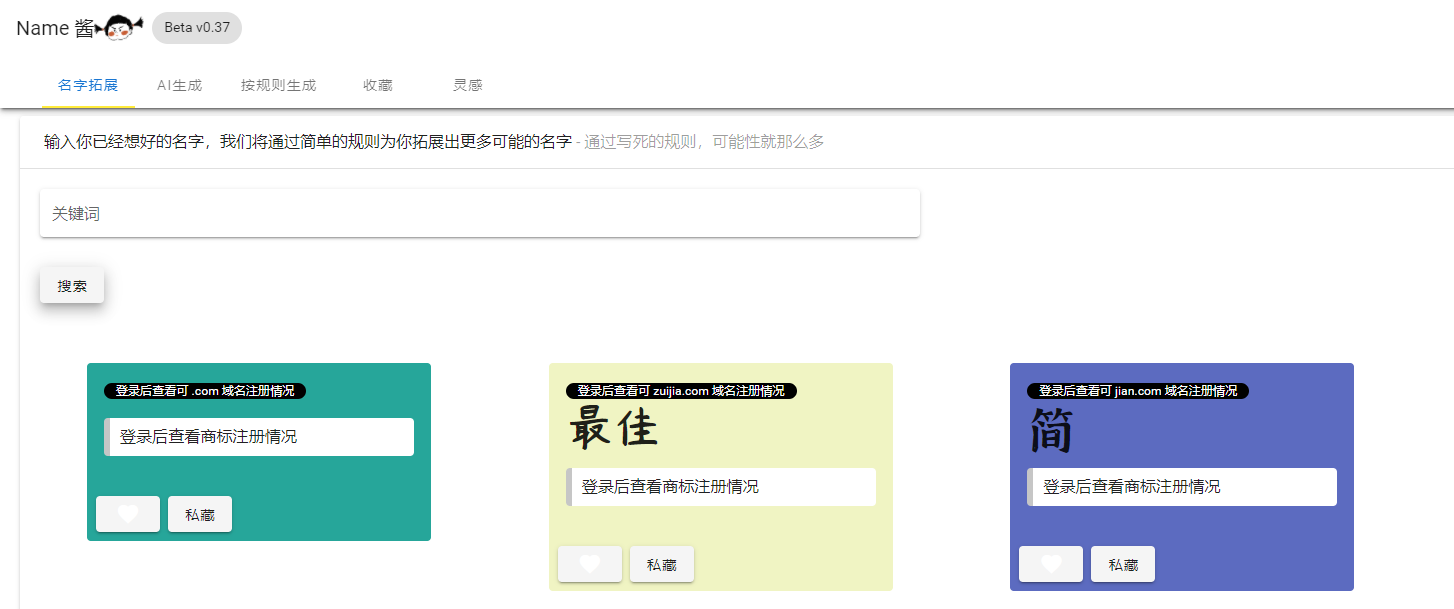 Name 酱
Beta v0.37
名字拓展 AI生成 按规则生成 收藏 灵感
输入你已经想好的名字，我们将通过简单的规则为你拓展出更多可能的名字 - 通过写死的规则，可能性就那么多
关键词
搜索
登录后查看可 .com 域名注册情况
登录后查看商标注册情况
私藏
登录后查看可 zuijia.com 域名注册情况
最佳
登录后查看商标注册情况
私藏
登录后查看可 jian.com 域名注册情况
简
登录后查看商标注册情况
私藏